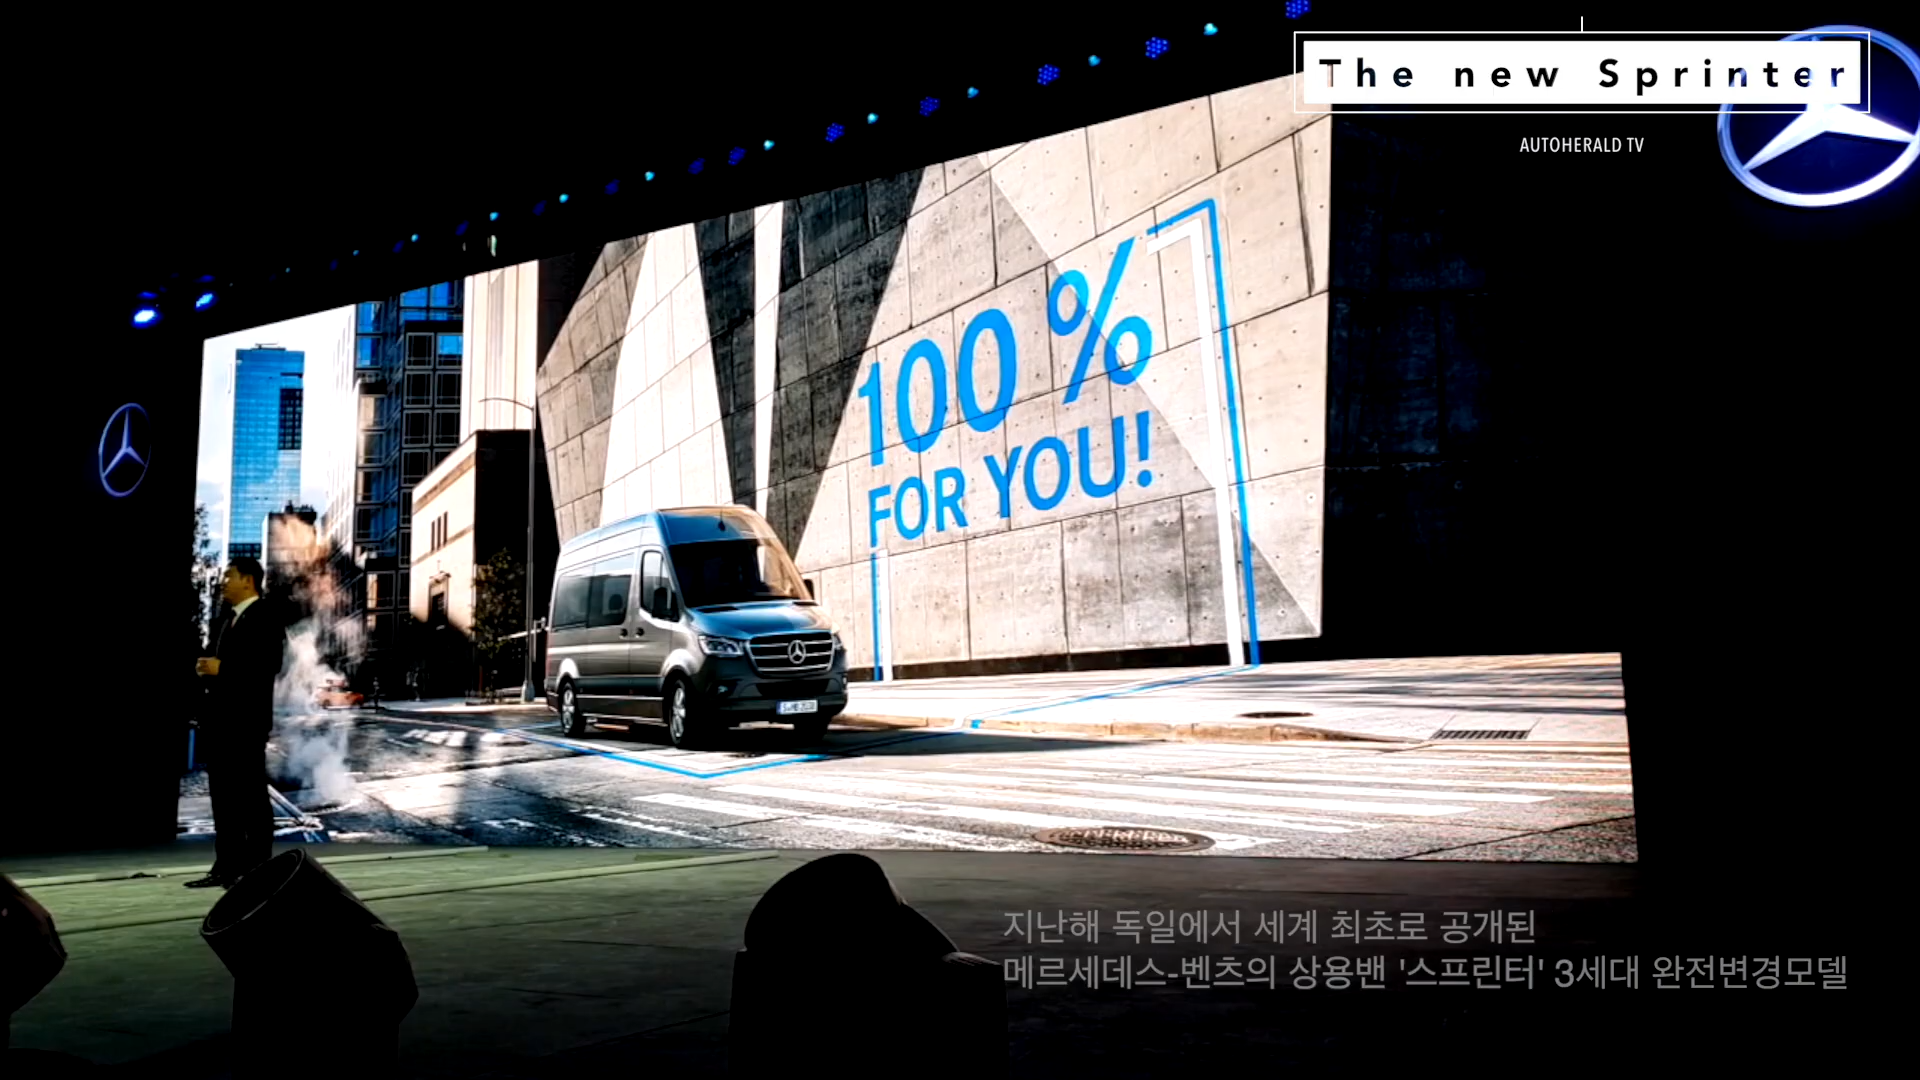 The new Sprinter
AUTOHERALD TV
100 %
FOR YOU!
지난해 독일에서 세계 최초로 공개된
메르세데스-벤츠의 상용밴 '스프린터' 3세대 완전변경모델